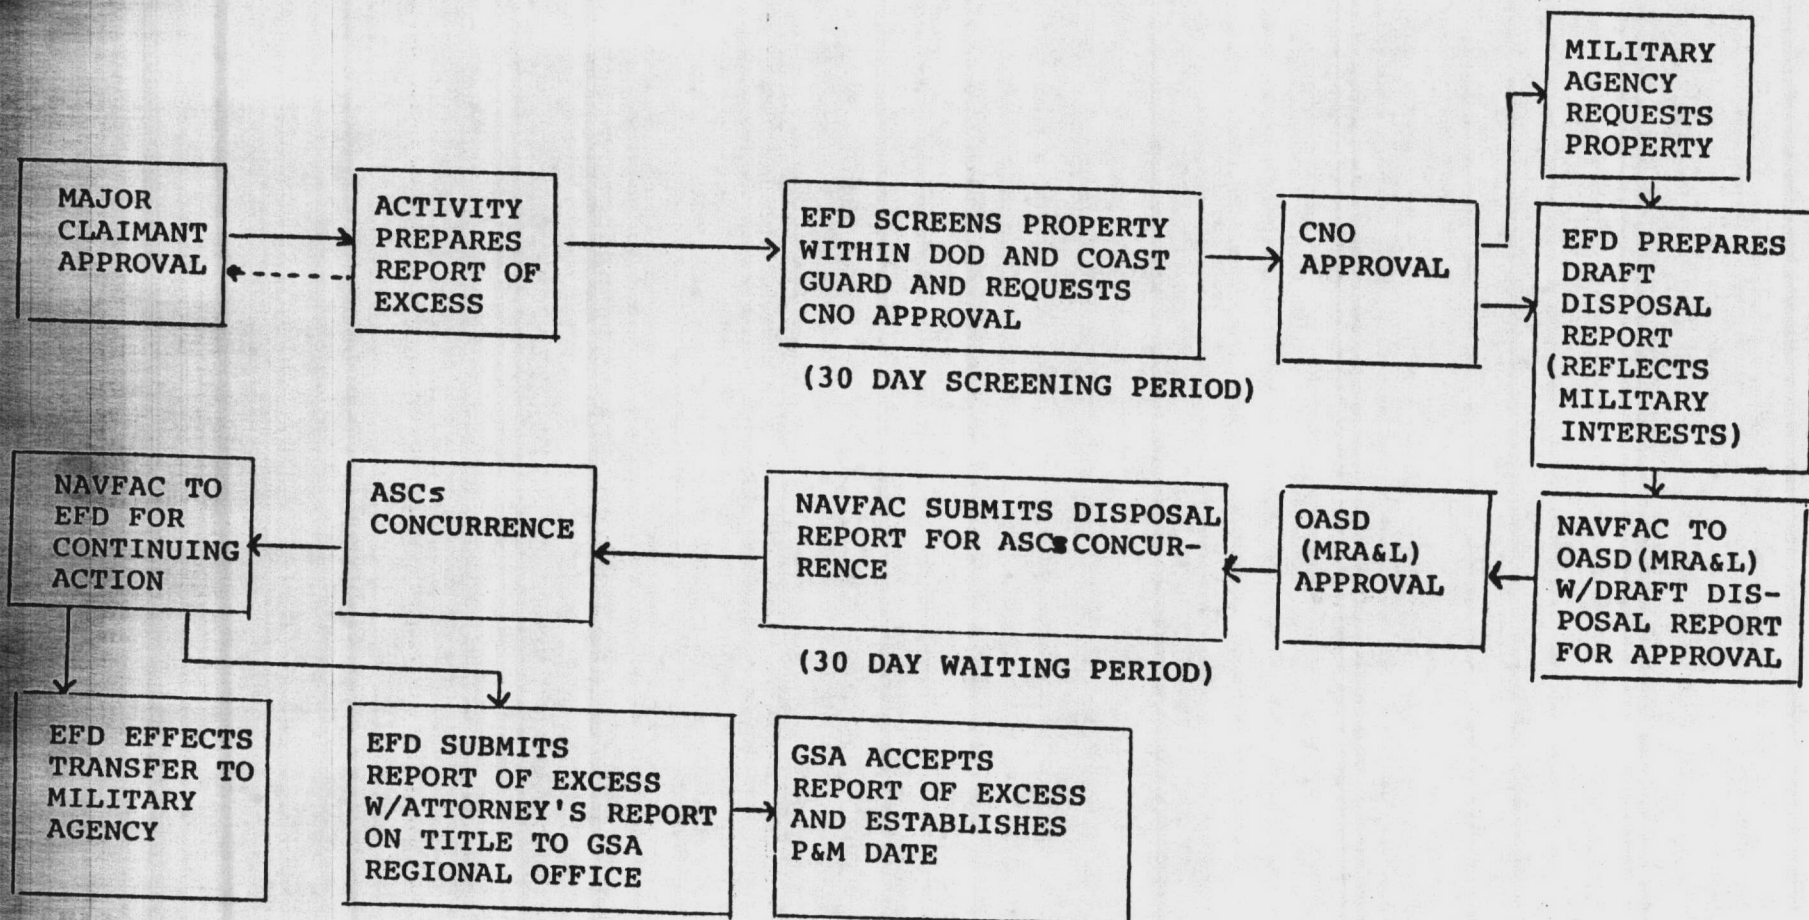 MAJOR
CLAIMANT
APPROVAL
ACTIVITY
PREPARES
REPORT OF
EXCESS
EFD SCREENS PROPERTY
WITHIN DOD AND COAST
GUARD AND REQUESTS
CNO APPROVAL
(30 DAY SCREENING PERIOD)
CNO
APPROVAL
MILITARY
AGENCY
REQUESTS
PROPERTY
EFD PREPARES
DRAFT
DISPOSAL
REPORT
(REFLECTS
MILITARY
INTERESTS)
NAVFAC TO
OASD(MRA&L)
W/DRAFT DIS-
POSAL REPORT
FOR APPROVAL
OASD
(MRA&L)
APPROVAL
NAVFAC SUBMITS DISPOSAL
REPORT FOR ASCs CONCUR-
RENCE
(30 DAY WAITING PERIOD)
ASCs
CONCURRENCE
NAVFAC TO
EFD FOR
CONTINUING
ACTION
EFD EFFECTS
TRANSFER TO
MILITARY
AGENCY
EFD SUBMITS
REPORT OF EXCESS
W/ATTORNEY'S REPORT
ON TITLE TO GSA
REGIONAL OFFICE
GSA ACCEPTS
REPORT OF EXCESS
AND ESTABLISHES
P&M DATE